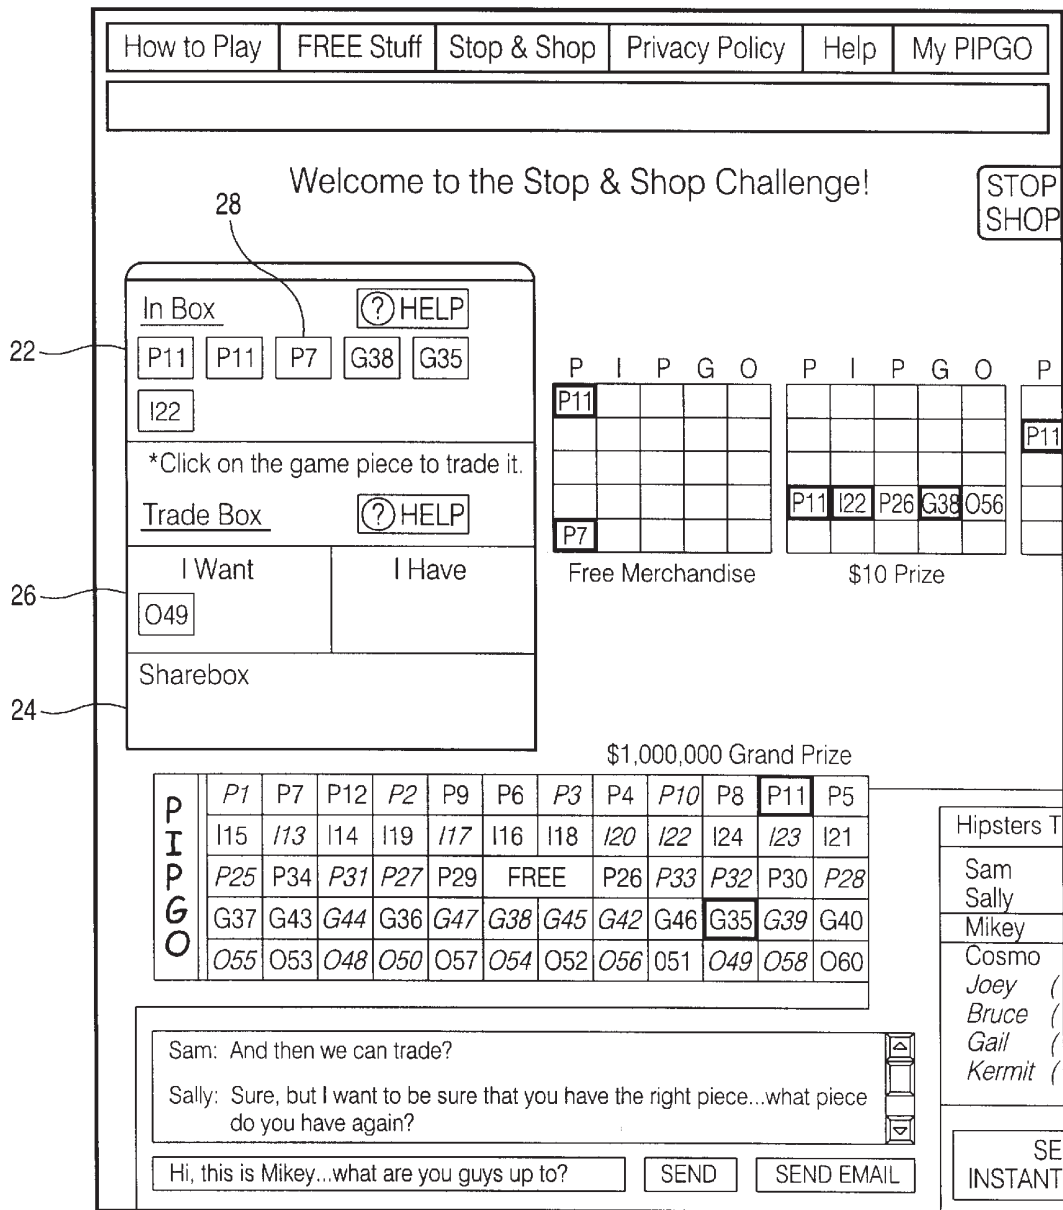 How to Play FREE Stuff Stop & Shop Privacy Policy Help My PIPGO
Welcome to the Stop & Shop Challenge!
STOP
SHOP
28
In Box ? HELP
22
P11 P11 P7 G38 G35
I22
*Click on the game piece to trade it.
Trade Box ? HELP
I Want I Have
26
O49
Sharebox
24
P I P G O
P11
P7
Free Merchandise
P I P G O
P11 I22 P26 G38 O56
$10 Prize
P
P11
$1,000,000 Grand Prize
PIPGO
P1 P7 P12 P2 P9 P6 P3 P4 P10 P8 P11 P5
I15 I13 I14 I19 I17 I16 I18 I20 I22 I24 I23 I21
P25 P34 P31 P27 P29 FREE P26 P33 P32 P30 P28
G37 G43 G44 G36 G47 G38 G45 G42 G46 G35 G39 G40
O55 O53 O48 O50 O57 O54 O52 O56 051 O49 O58 O60
Hipsters T
Sam
Sally
Mikey
Cosmo
Joey (
Bruce (
Gail (
Kermit (
Sam: And then we can trade?
Sally: Sure, but I want to be sure that you have the right piece...what piece
do you have again?
Hi, this is Mikey...what are you guys up to? SEND SEND EMAIL
SE
INSTANT